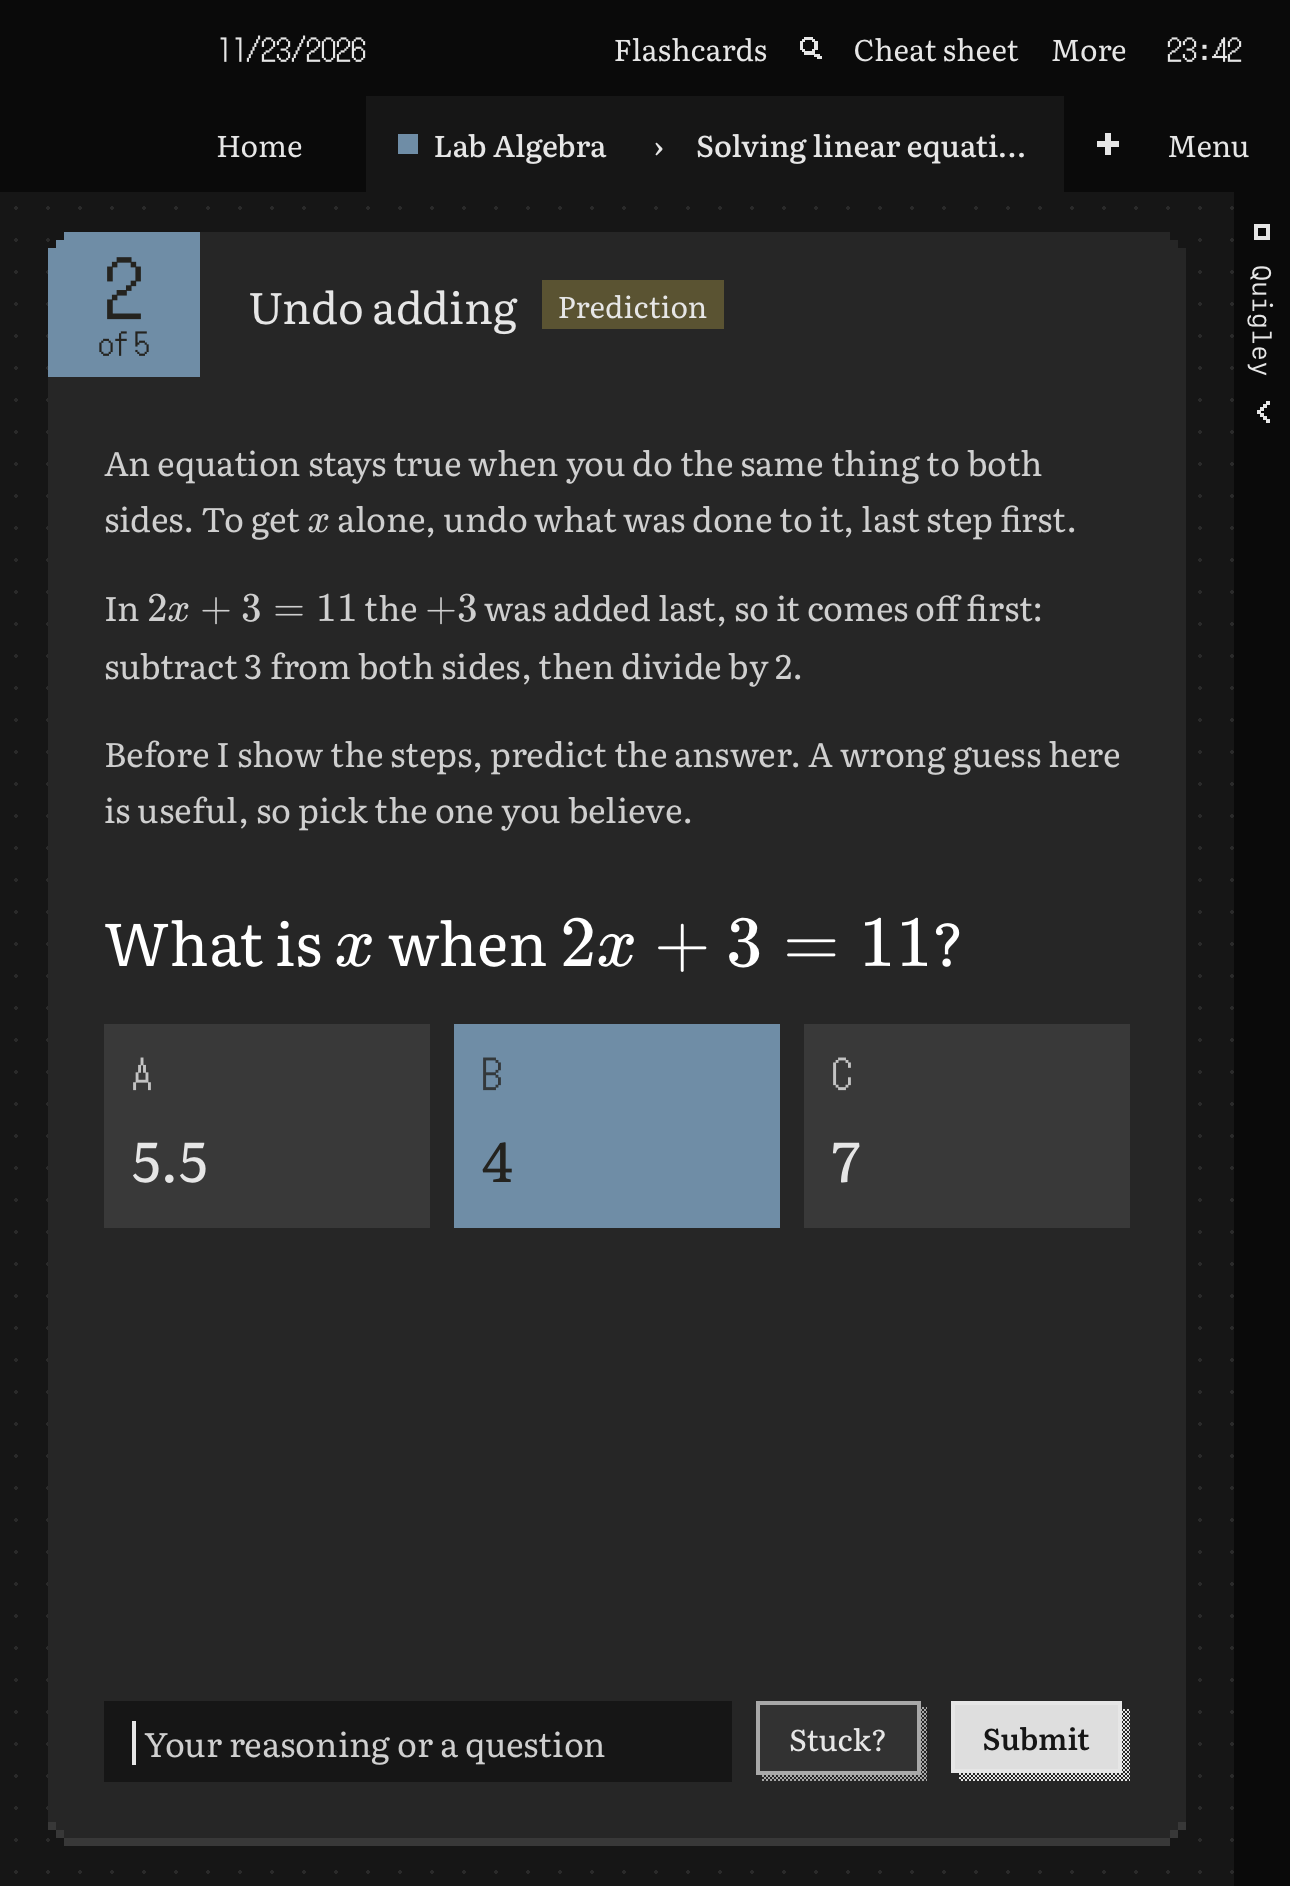 11/23/2026 Flashcards Cheat sheet More 23:42
Home Lab Algebra › Solving linear equati... + Menu
Quigley
2
of 5
Undo adding Prediction
An equation stays true when you do the same thing to both
sides. To get x alone, undo what was done to it, last step first.
In 2x + 3 = 11 the +3 was added last, so it comes off first:
subtract 3 from both sides, then divide by 2.
Before I show the steps, predict the answer. A wrong guess here
is useful, so pick the one you believe.
What is x when 2x + 3 = 11?
A B C
5.5 4 7
Your reasoning or a question Stuck? Submit